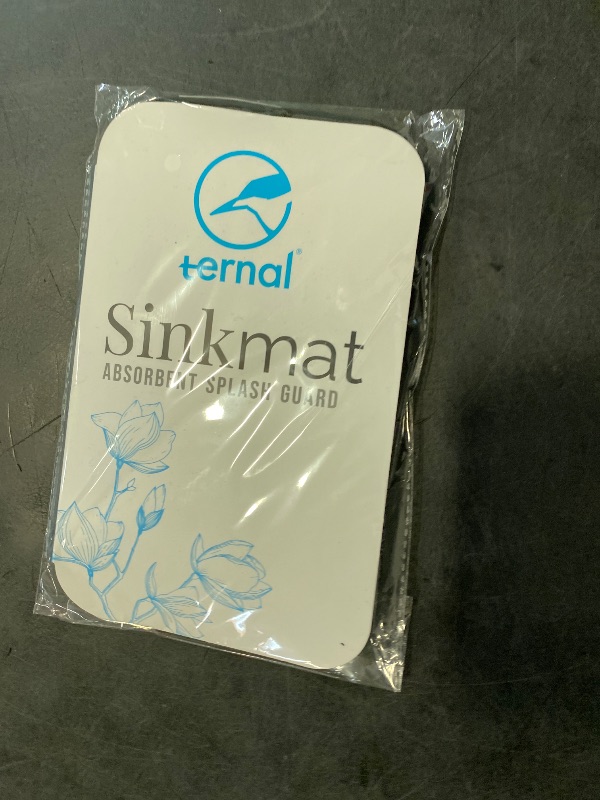 ternal®
Sinkmat
ABSORBENT SPLASH GUARD